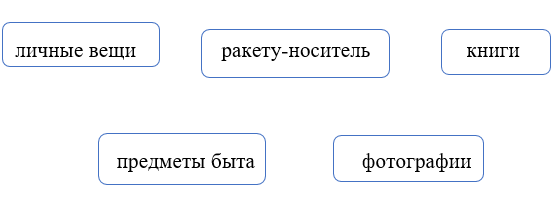 личные вещи
ракету-носитель
книги
предметы быта
фотографии